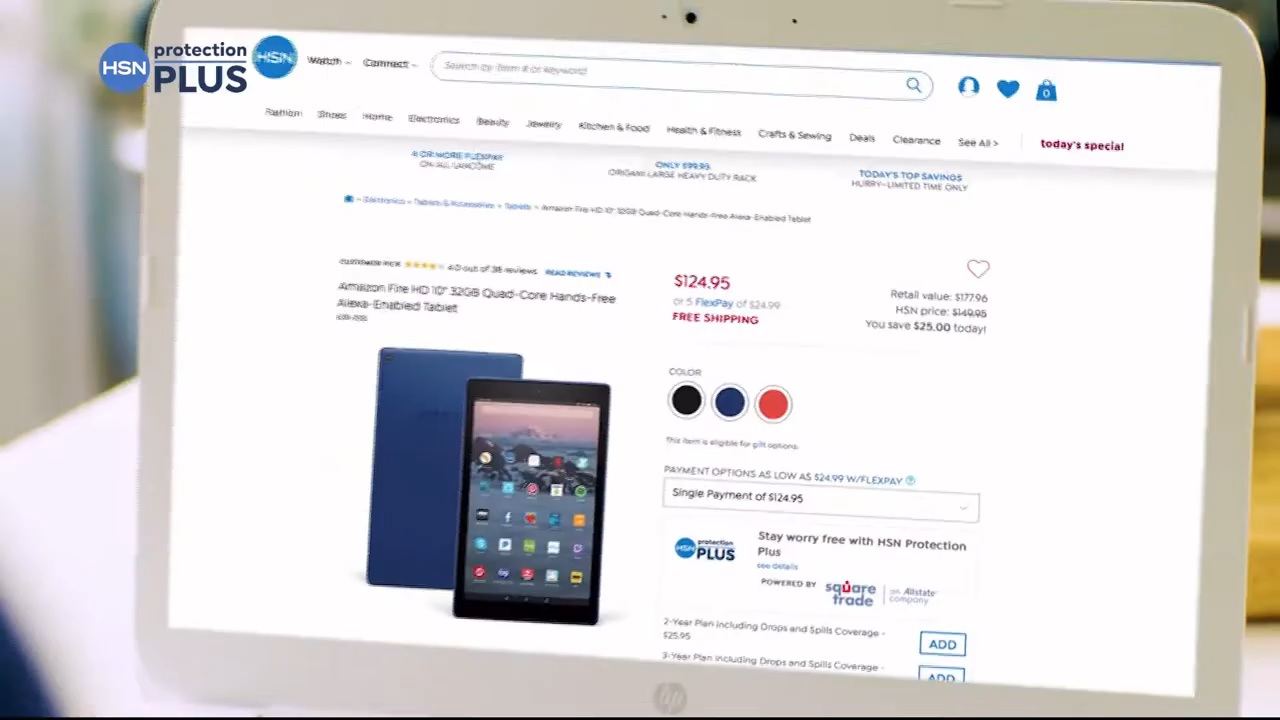 HSN protection PLUS
HSN Watch Connect Search by item # or keyword 0
Fashion Shoes Home Electronics Beauty Jewelry Kitchen & Food Health & Fitness Crafts & Sewing Deals Clearance See All > today's special
4 OR MORE FLEXPAY
ON ALL LANCOME
ONLY $99.95
ORIGAMI LARGE HEAVY DUTY RACK
TODAY'S TOP SAVINGS
HURRY-LIMITED TIME ONLY
Electronics Tablets & Accessories Tablets Amazon Fire HD 10" 32GB Quad-Core Hands-Free Alexa-Enabled Tablet
CUSTOMER PICK 4.0 out of 38 reviews READ REVIEWS
Amazon Fire HD 10" 32GB Quad-Core Hands-Free
Alexa-Enabled Tablet
$124.95
or 5 FlexPay of $24.99
FREE SHIPPING
Retail value: $177.96
HSN price: $149.95
You save $25.00 today!
COLOR
This item is eligible for gift options.
PAYMENT OPTIONS AS LOW AS $24.99 W/FLEXPAY ?
Single Payment of $124.95
HSN protection PLUS
Stay worry free with HSN Protection
Plus
see details
POWERED BY square trade | an Allstate company
2-Year Plan Including Drops and Spills Coverage -
$25.95
ADD
3-Year Plan Including Drops and Spills Coverage -
ADD
hp